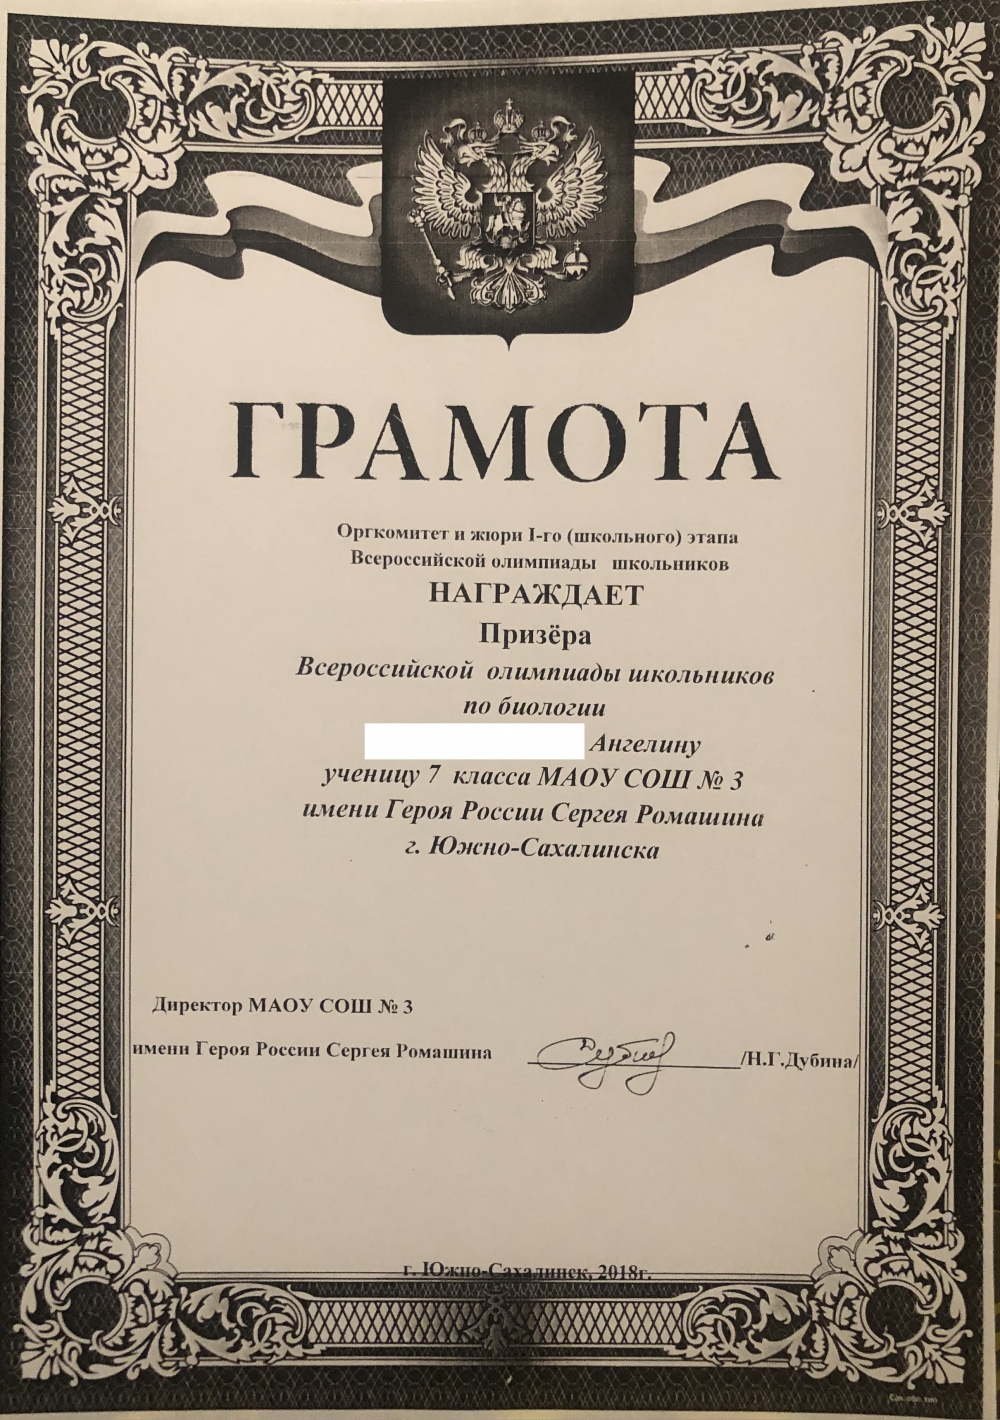 ГРАМОТА
Оргкомитет и жюри I-го (школьного) этапа
Всероссийской олимпиады школьников
НАГРАЖДАЕТ
Призёра
Всероссийской олимпиады школьников
по биологии
Ангелину
ученицу 7 класса МАОУ СОШ № 3
имени Героя России Сергея Ромашина
г. Южно-Сахалинска
Директор МАОУ СОШ № 3
имени Героя России Сергея Ромашина /Н.Г.Дубина/
г. Южно-Сахалинск, 2018г.